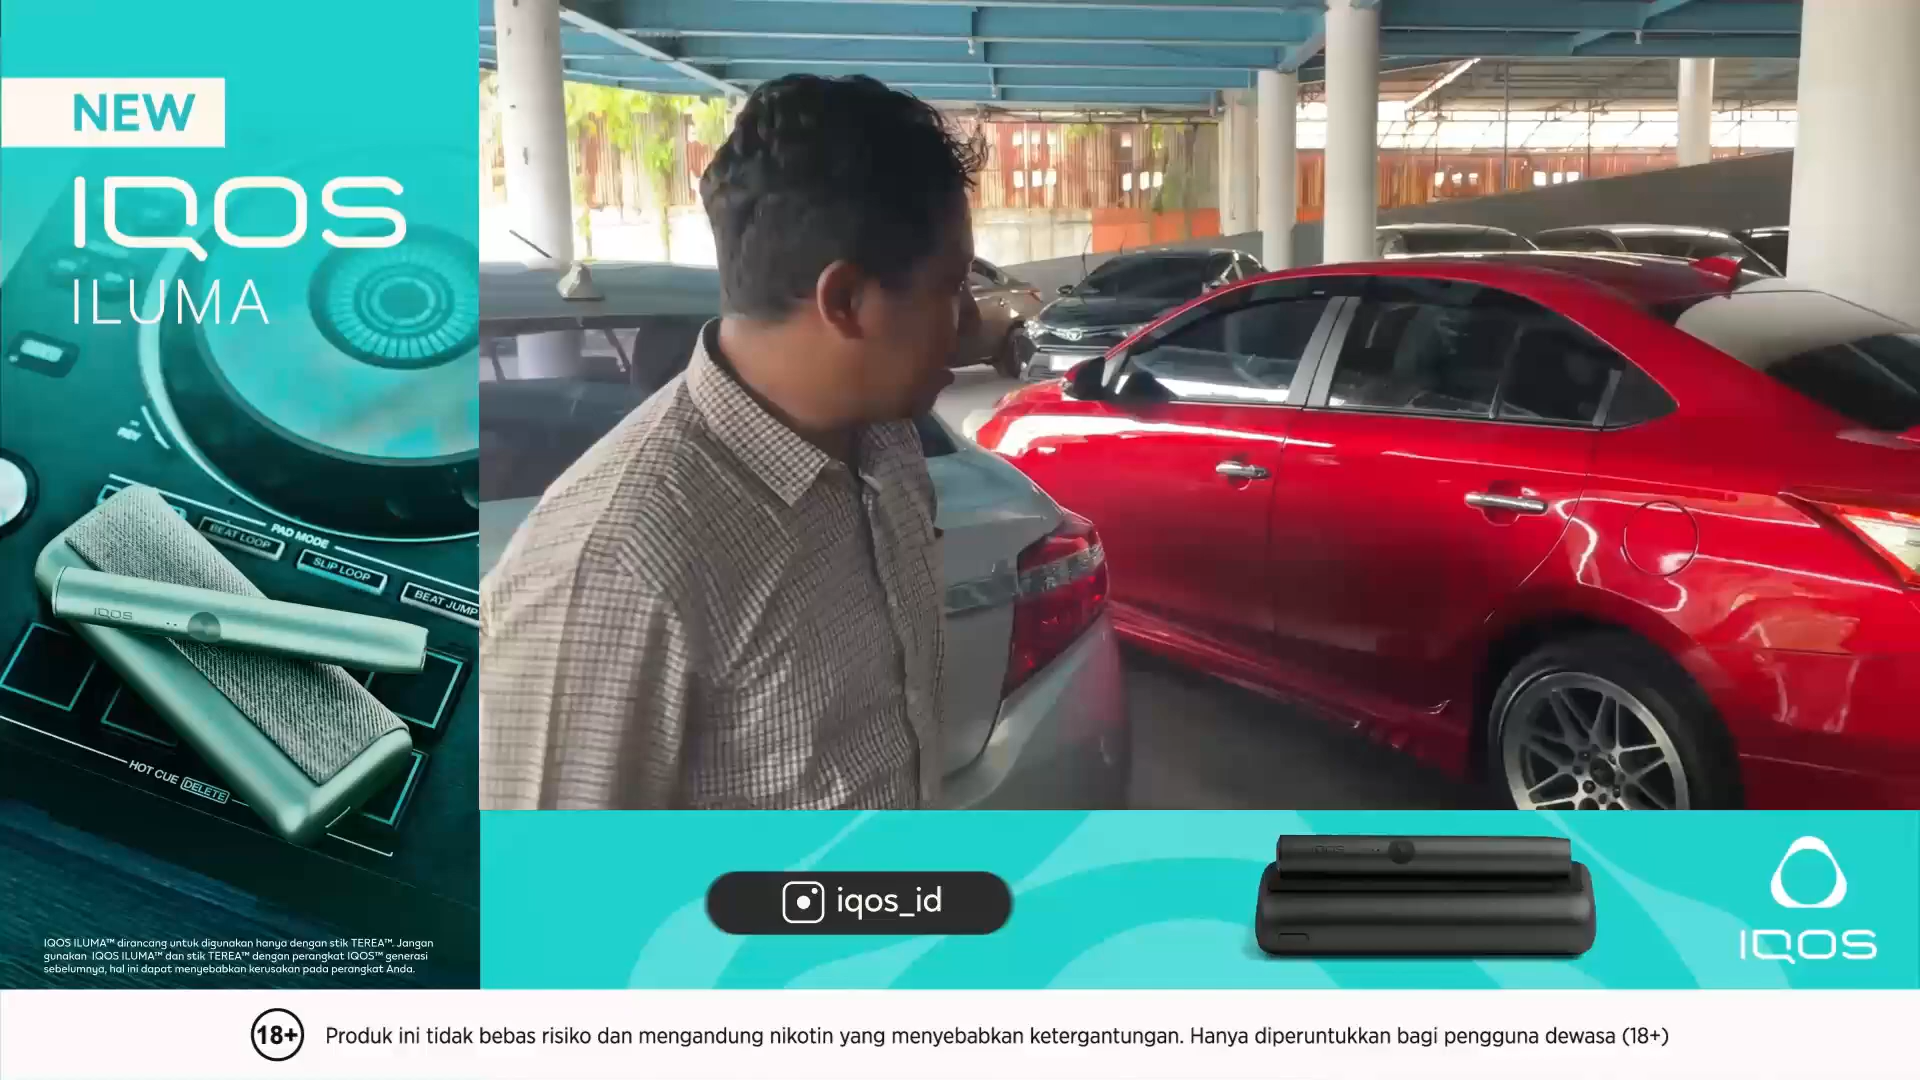 NEW
IQOS
ILUMA
REV
PAD MODE
BEAT LOOP
SLIP LOOP
BEAT JUMP
IQOS
HOT CUE
DELETE
IQOS ILUMA™ dirancang untuk digunakan hanya dengan stik TEREA™. Jangan
gunakan IQOS ILUMA™ dan stik TEREA™ dengan perangkat IQOS™ generasi
sebelumnya, hal ini dapat menyebabkan kerusakan pada perangkat Anda.
iqos_id
IQOS
IQOS
18+
Produk ini tidak bebas risiko dan mengandung nikotin yang menyebabkan ketergantungan. Hanya diperuntukkan bagi pengguna dewasa (18+)